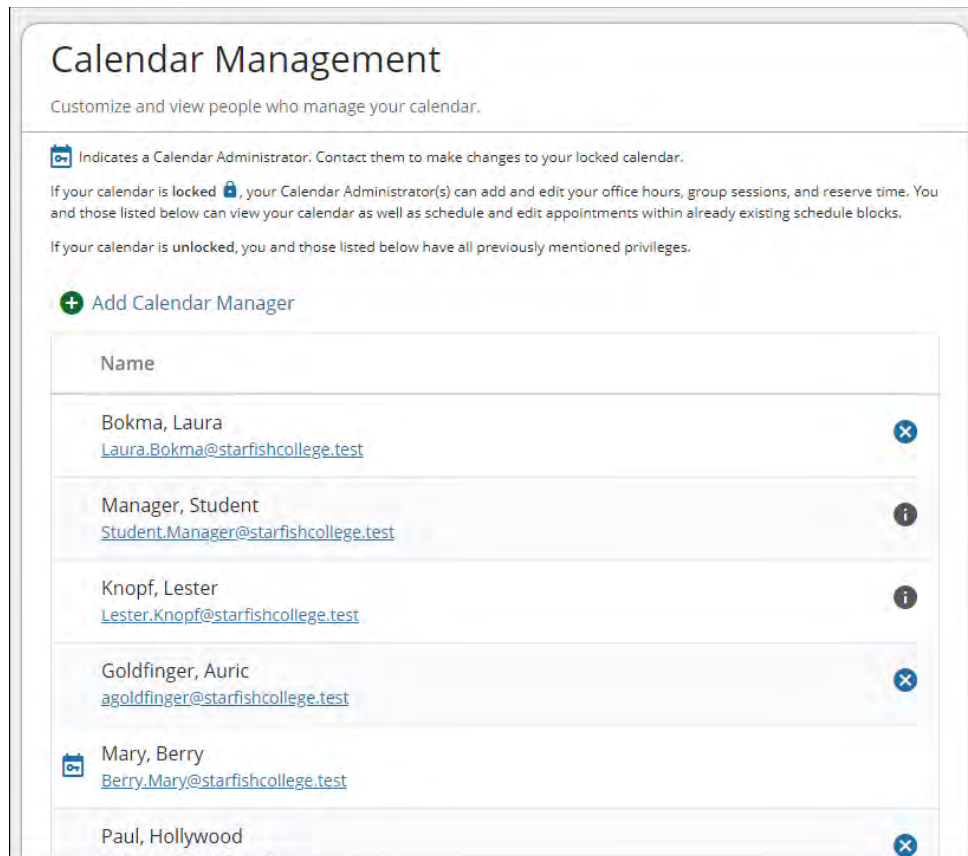 Calendar Management
Customize and view people who manage your calendar.
Indicates a Calendar Administrator. Contact them to make changes to your locked calendar.
If your calendar is locked , your Calendar Administrator(s) can add and edit your office hours, group sessions, and reserve time. You
and those listed below can view your calendar as well as schedule and edit appointments within already existing schedule blocks.
If your calendar is unlocked, you and those listed below have all previously mentioned privileges.
Add Calendar Manager
Name
Bokma, Laura
Laura.Bokma@starfishcollege.test
Manager, Student
Student.Manager@starfishcollege.test
Knopf, Lester
Lester.Knopf@starfishcollege.test
Goldfinger, Auric
agoldfinger@starfishcollege.test
Mary, Berry
Berry.Mary@starfishcollege.test
Paul, Hollywood